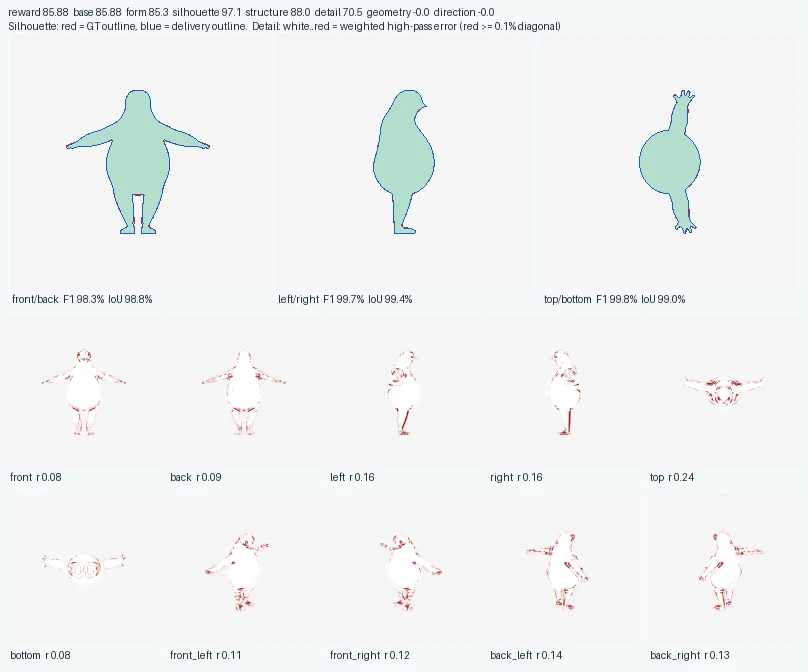 reward 85.88 base 85.88 form 85.3 silhouette 97.1 structure 88.0 detail 70.5 geometry -0.0 direction -0.0
Silhouette: red = GT outline, blue = delivery outline. Detail: white..red = weighted high-pass error (red >= 0.1% diagonal)
front/back F1 98.3% IoU 98.8%
left/right F1 99.7% IoU 99.4%
top/bottom F1 99.8% IoU 99.0%
front r 0.08
back r 0.09
left r 0.16
right r 0.16
top r 0.24
bottom r 0.08
front_left r 0.11
front_right r 0.12
back_left r 0.14
back_right r 0.13